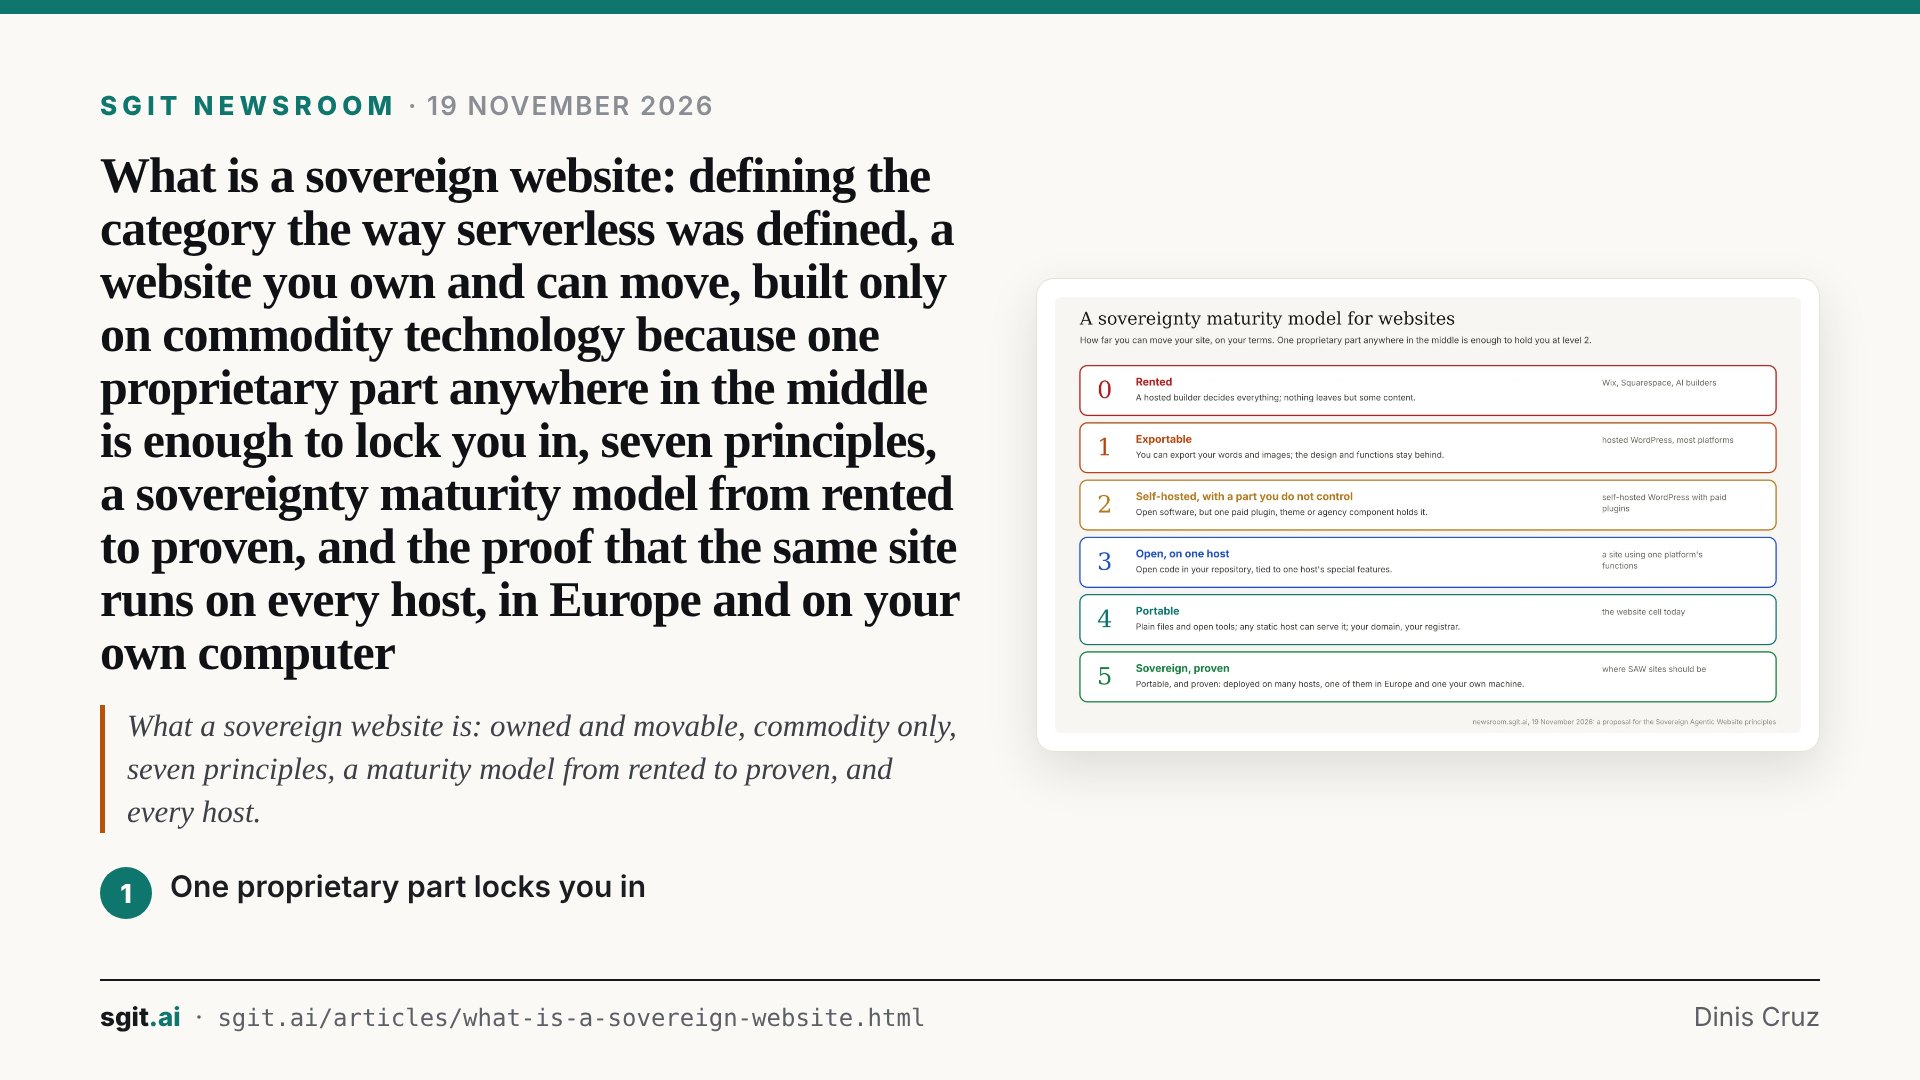 SGIT NEWSROOM · 19 NOVEMBER 2026
What is a sovereign website: defining the
category the way serverless was defined, a
website you own and can move, built only
on commodity technology because one
proprietary part anywhere in the middle
is enough to lock you in, seven principles,
a sovereignty maturity model from rented
to proven, and the proof that the same site
runs on every host, in Europe and on your
own computer
What a sovereign website is: owned and movable, commodity only,
seven principles, a maturity model from rented to proven, and
every host.
1 One proprietary part locks you in
A sovereignty maturity model for websites
How far you can move your site, on your terms. One proprietary part anywhere in the middle is enough to hold you at level 2.
0 Rented
A hosted builder decides everything; nothing leaves but some content.
Wix, Squarespace, AI builders
1 Exportable
You can export your words and images; the design and functions stay behind.
hosted WordPress, most platforms
2 Self-hosted, with a part you do not control
Open software, but one paid plugin, theme or agency component holds it.
self-hosted WordPress with paid
plugins
3 Open, on one host
Open code in your repository, tied to one host's special features.
a site using one platform's
functions
4 Portable
Plain files and open tools; any static host can serve it; your domain, your registrar.
the website cell today
5 Sovereign, proven
Portable, and proven: deployed on many hosts, one of them in Europe and one your own machine.
where SAW sites should be
newsroom.sgit.ai, 19 November 2026: a proposal for the Sovereign Agentic Website principles
sgit.ai · sgit.ai/articles/what-is-a-sovereign-website.html
Dinis Cruz